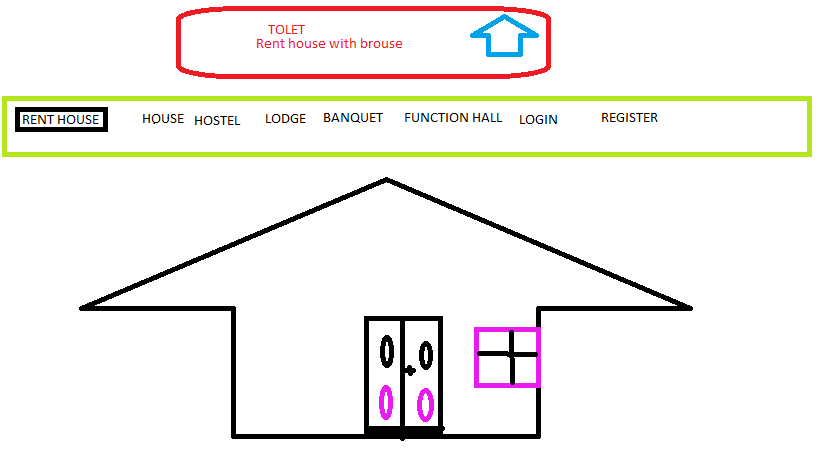 TOLET
Rent house with brouse
RENT HOUSE HOUSE HOSTEL LODGE BANQUET FUNCTION HALL LOGIN REGISTER